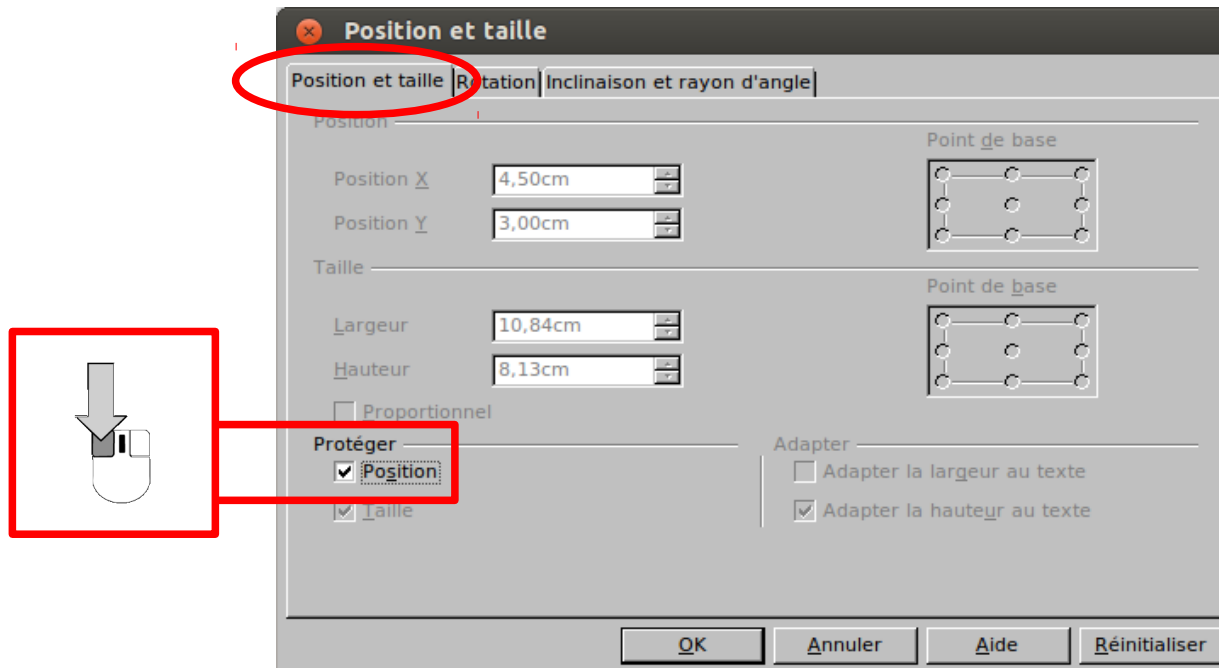 Position et taille
Position et taille Rotation Inclinaison et rayon d'angle
Position
Point de base
Position X 4,50cm
Position Y 3,00cm
Taille
Point de base
Largeur 10,84cm
Hauteur 8,13cm
Proportionnel
Protéger Adapter
Position Adapter la largeur au texte
Taille Adapter la hauteur au texte
OK Annuler Aide Réinitialiser